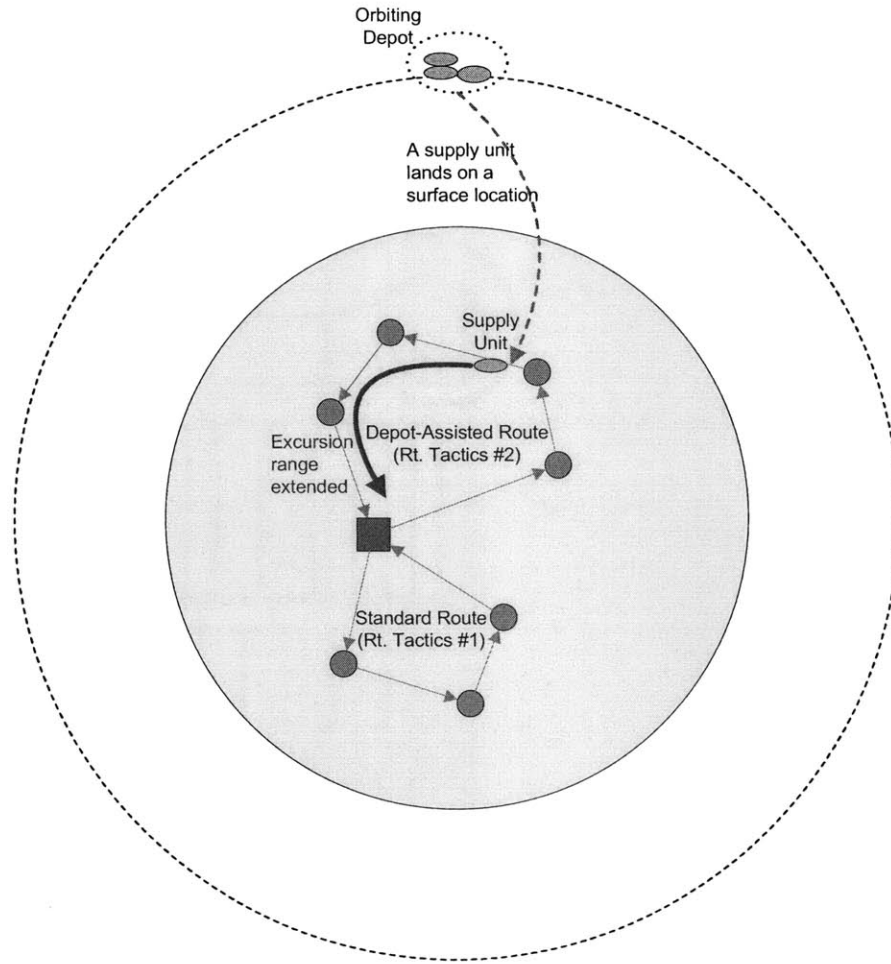 Orbiting
Depot
A supply unit
lands on a
surface location
Supply
Unit
Depot-Assisted Route
(Rt. Tactics #2)
Excursion
range
extended
Standard Route
(Rt. Tactics #1)